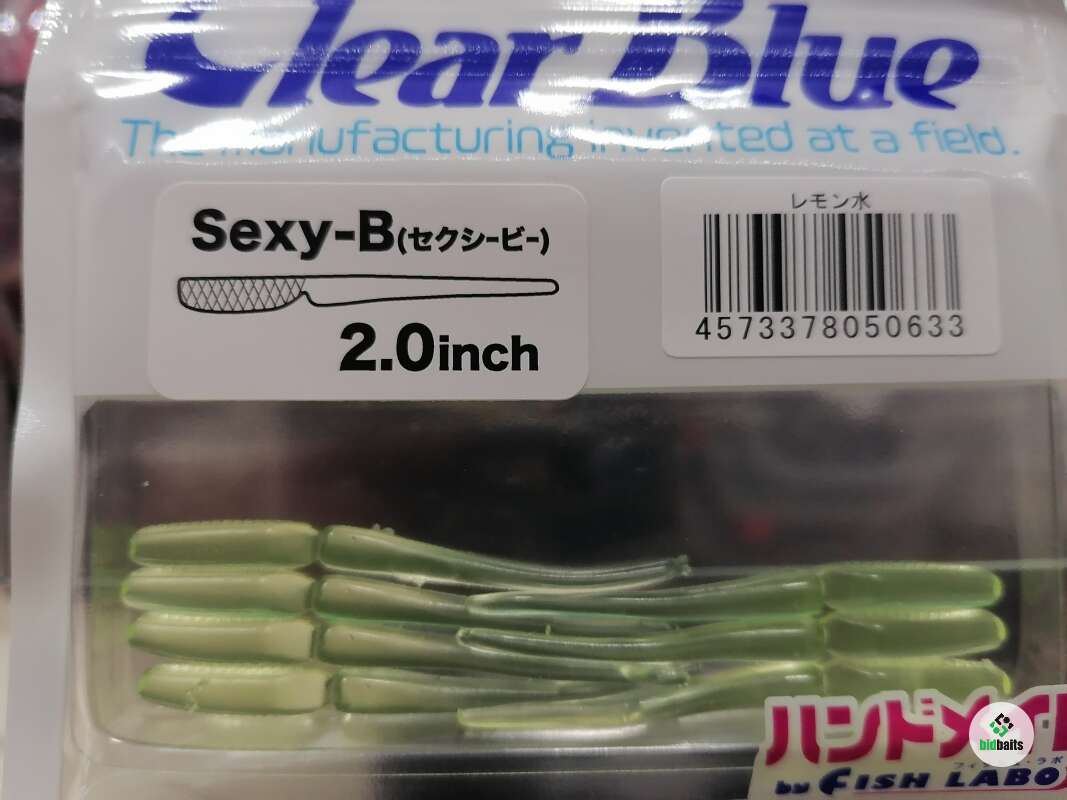 Clear Blue
The manufacturing invented at a field.
Sexy-B(セクシービー)
2.0inch
レモン水
4573378050633
ハンドメイド
bidbaits
by FISH LABO